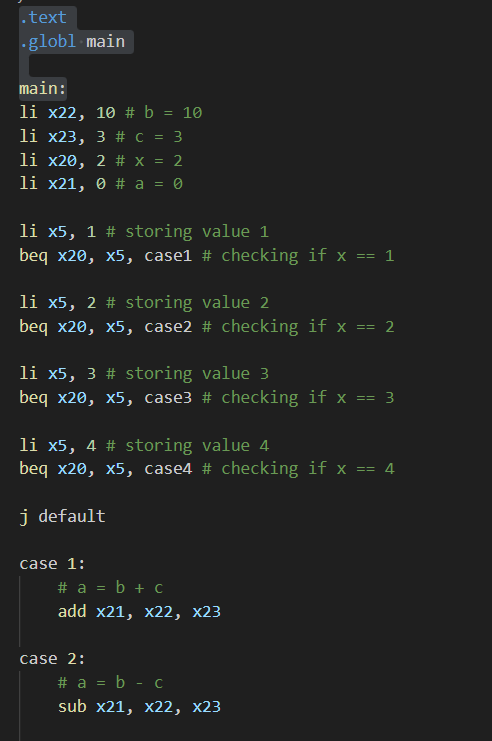 .text
.globl main
main:
li x22, 10 # b = 10
li x23, 3 # c = 3
li x20, 2 # x = 2
li x21, 0 # a = 0
li x5, 1 # storing value 1
beq x20, x5, case1 # checking if x == 1
li x5, 2 # storing value 2
beq x20, x5, case2 # checking if x == 2
li x5, 3 # storing value 3
beq x20, x5, case3 # checking if x == 3
li x5, 4 # storing value 4
beq x20, x5, case4 # checking if x == 4
j default
case 1:
# a = b + c
add x21, x22, x23
case 2:
# a = b - c
sub x21, x22, x23